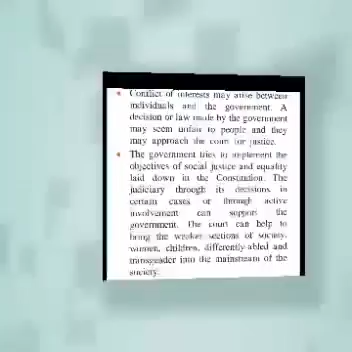 • Conflict of interests may arise between
individuals and the government. A
decision or law made by the government
may seem unfair to people and they
may approach the court for justice.
• The government tries to implement the
objectives of social justice and equality
laid down in the Constitution. The
judiciary through its decisions in
certain cases or through active
involvement can support the
government. The court can help to
bring the weaker sections of society,
women, children, differently-abled and
transgender into the mainstream of the
society.